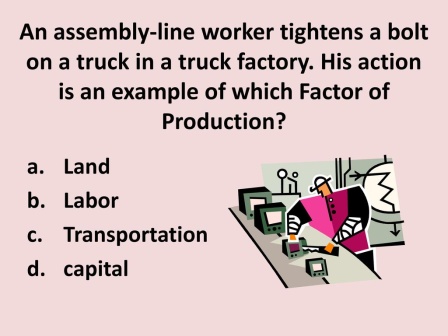 An assembly-line worker tightens a bolt
on a truck in a truck factory. His action
is an example of which Factor of
Production?
a. Land
b. Labor
c. Transportation
d. capital